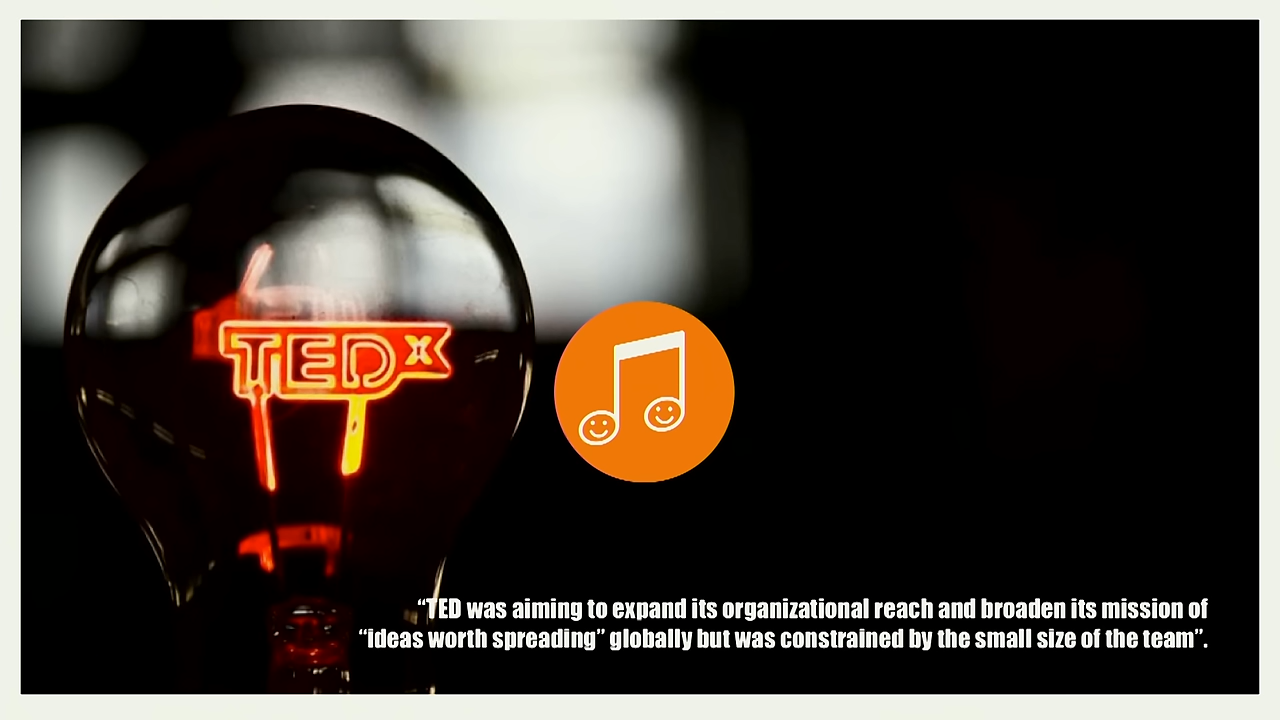 TEDx
“TED was aiming to expand its organizational reach and broaden its mission of
“ideas worth spreading” globally but was constrained by the small size of the team”.